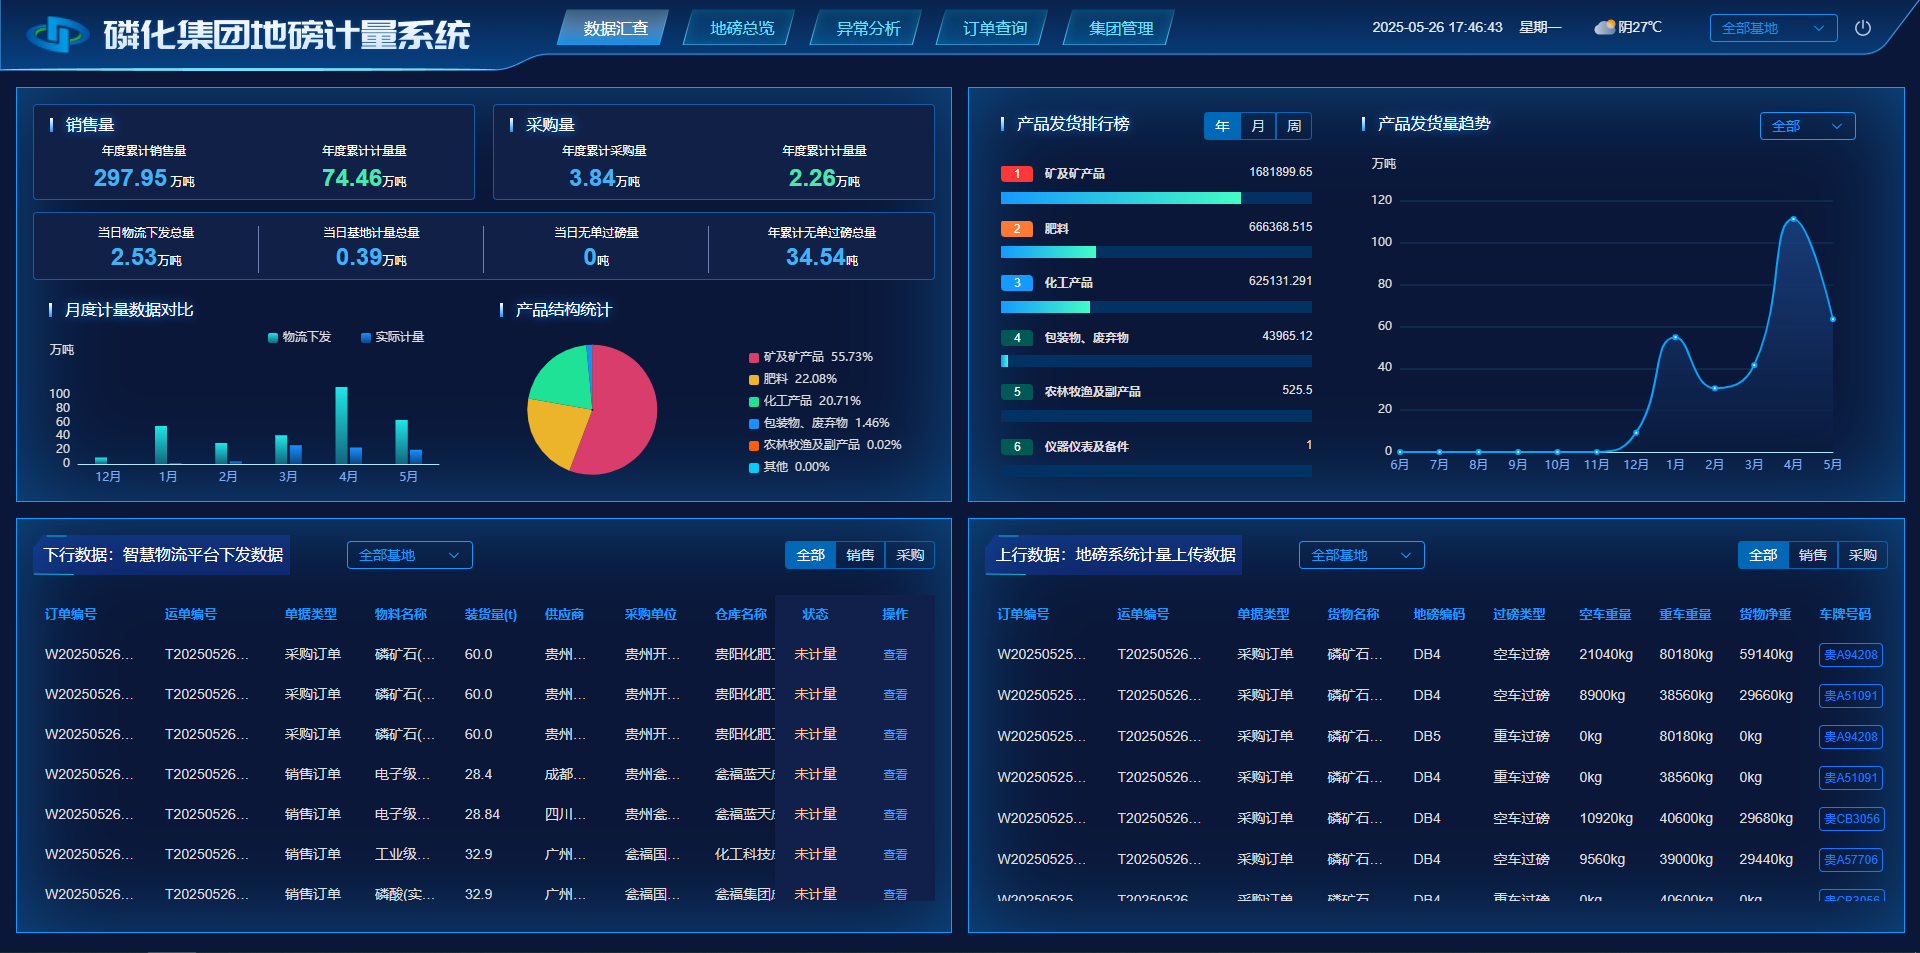 磷化集团地磅计量系统
数据汇查 地磅总览 异常分析 订单查询 集团管理
2025-05-26 17:46:43 星期一 阴27℃ 全部基地
销售量
年度累计销售量 年度累计计量量
297.95万吨 74.46万吨
采购量
年度累计采购量 年度累计计量量
3.84万吨 2.26万吨
当日物流下发总量 当日基地计量总量 当日无单过磅量 年累计无单过磅总量
2.53万吨 0.39万吨 0吨 34.54吨
月度计量数据对比
物流下发 实际计量
万吨
100
80
60
40
20
0
12月 1月 2月 3月 4月 5月
产品结构统计
矿及矿产品 55.73%
肥料 22.08%
化工产品 20.71%
包装物、废弃物 1.46%
农林牧渔及副产品 0.02%
其他 0.00%
产品发货排行榜 年 月 周
1 矿及矿产品 1681899.65
2 肥料 666368.515
3 化工产品 625131.291
4 包装物、废弃物 43965.12
5 农林牧渔及副产品 525.5
6 仪器仪表及备件 1
产品发货量趋势 全部
万吨
120
100
80
60
40
20
0
6月 7月 8月 9月 10月 11月 12月 1月 2月 3月 4月 5月
下行数据：智慧物流平台下发数据 全部基地 全部 销售 采购
订单编号 运单编号 单据类型 物料名称 装货量(t) 供应商 采购单位 仓库名称 状态 操作
W20250526... T20250526... 采购订单 磷矿石(... 60.0 贵州... 贵州开... 贵阳化肥 未计量 查看
W20250526... T20250526... 采购订单 磷矿石(... 60.0 贵州... 贵州开... 贵阳化肥 未计量 查看
W20250526... T20250526... 采购订单 磷矿石(... 60.0 贵州... 贵州开... 贵阳化肥 未计量 查看
W20250526... T20250526... 销售订单 电子级... 28.4 成都... 贵州瓮... 瓮福蓝天 未计量 查看
W20250526... T20250526... 销售订单 电子级... 28.84 四川... 贵州瓮... 瓮福蓝天 未计量 查看
W20250526... T20250526... 销售订单 工业级... 32.9 广州... 瓮福国... 化工科技 未计量 查看
W20250526... T20250526... 销售订单 磷酸(实... 32.9 广州... 瓮福国... 瓮福集团 未计量 查看
上行数据：地磅系统计量上传数据 全部基地 全部 销售 采购
订单编号 运单编号 单据类型 货物名称 地磅编码 过磅类型 空车重量 重车重量 货物净重 车牌号码
W20250525... T20250526... 采购订单 磷矿石... DB4 空车过磅 21040kg 80180kg 59140kg 贵A94208
W20250525... T20250526... 采购订单 磷矿石... DB4 空车过磅 8900kg 38560kg 29660kg 贵A51091
W20250525... T20250526... 采购订单 磷矿石... DB5 重车过磅 0kg 80180kg 0kg 贵A94208
W20250525... T20250526... 采购订单 磷矿石... DB4 重车过磅 0kg 38560kg 0kg 贵A51091
W20250525... T20250526... 采购订单 磷矿石... DB4 空车过磅 10920kg 40600kg 29680kg 贵CB3056
W20250525... T20250526... 采购订单 磷矿石... DB4 空车过磅 9560kg 39000kg 29440kg 贵A57706
W20250525... T20250526... 采购订单 磷矿石... DB4 重车过磅 0kg 40600kg 0kg 贵CB3056